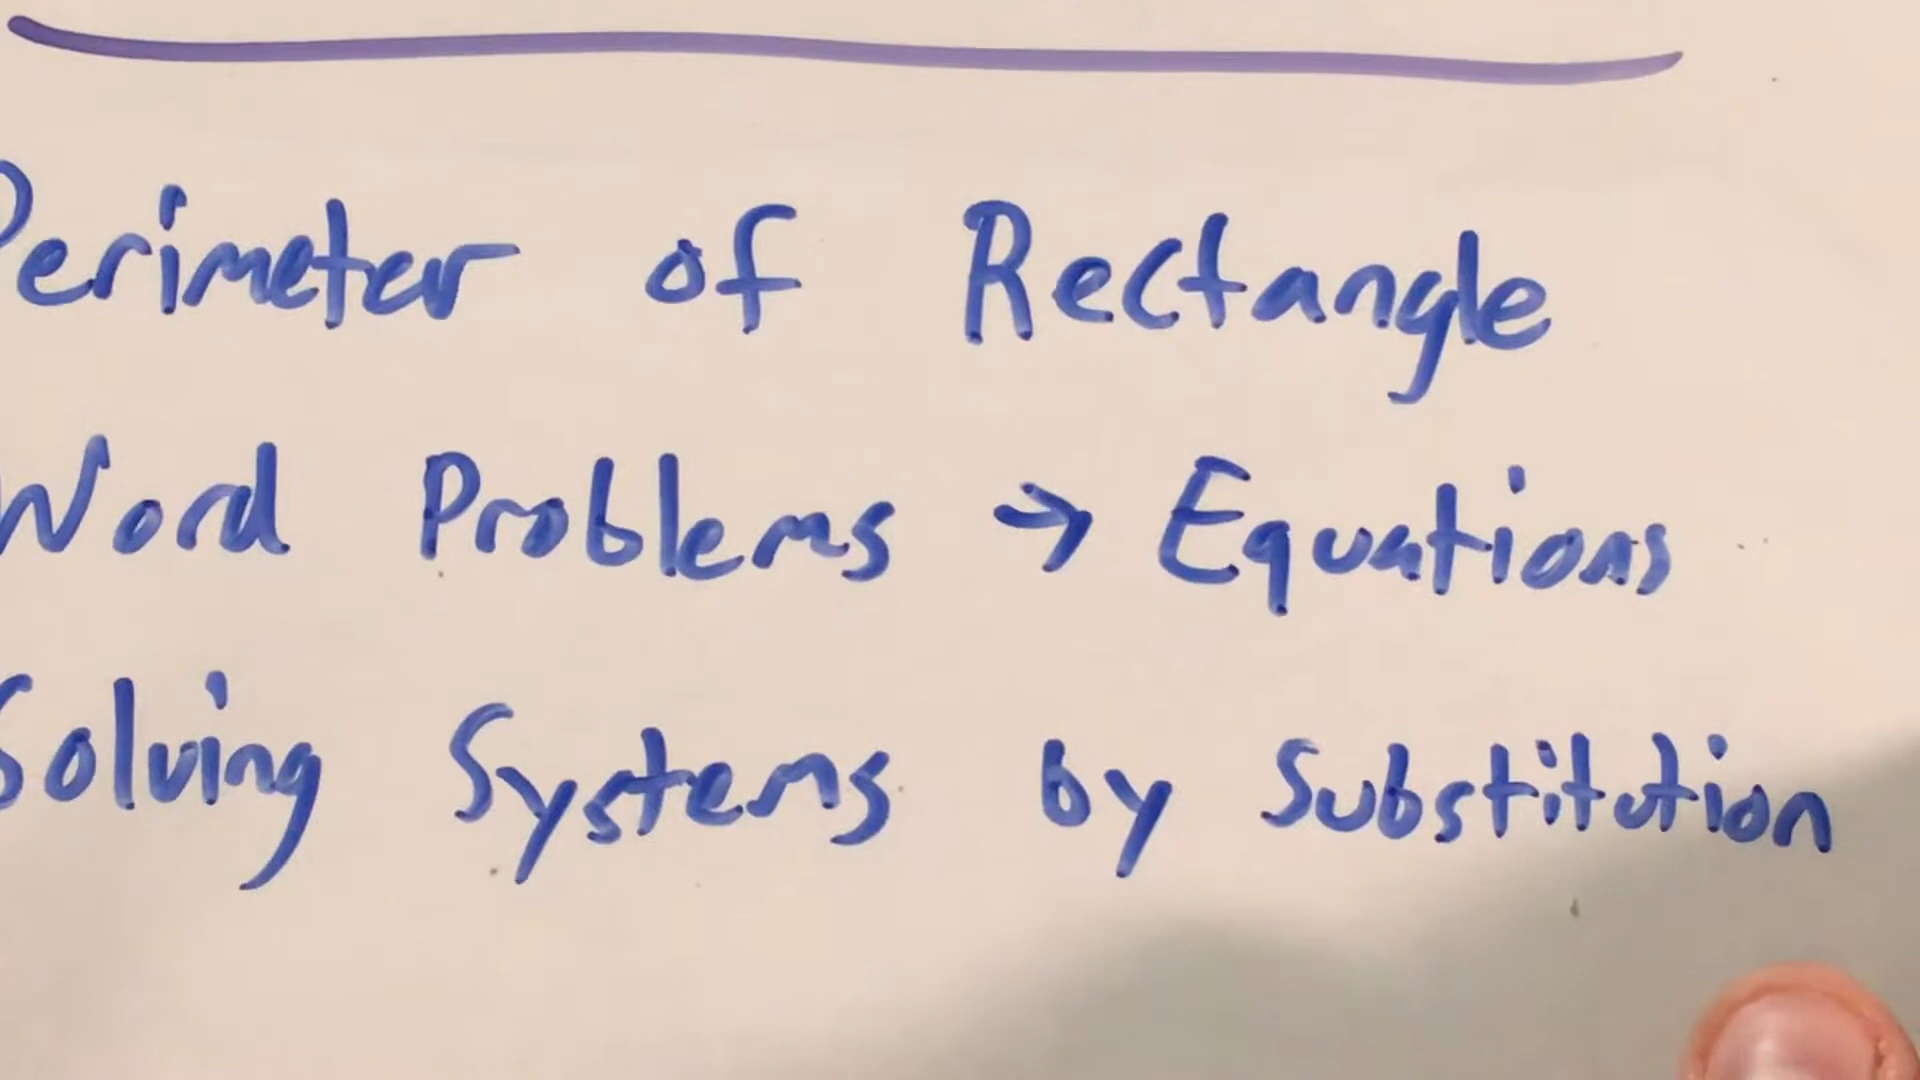 Perimeter of Rectangle
Word Problems → Equations
Solving Systems by Substitution